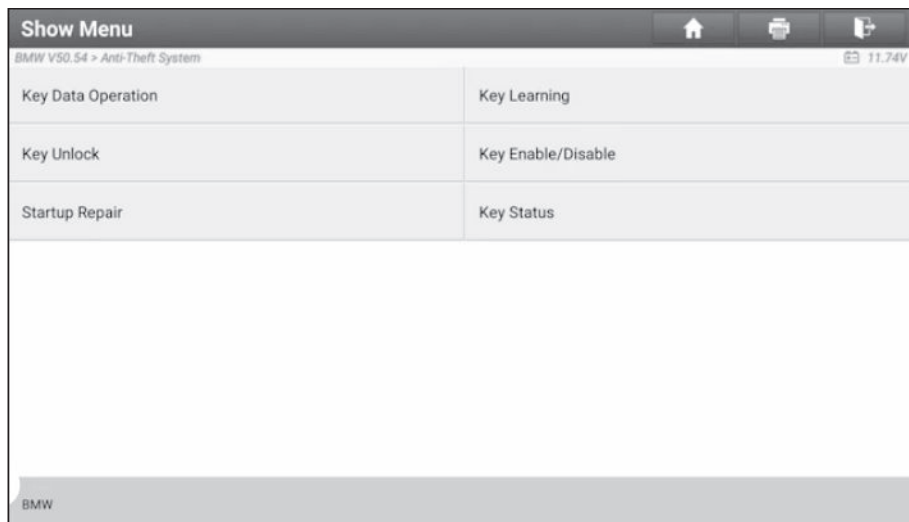 Show Menu
BMW V50.54 > Anti-Theft System
11.74V
Key Data Operation
Key Learning
Key Unlock
Key Enable/Disable
Startup Repair
Key Status
BMW